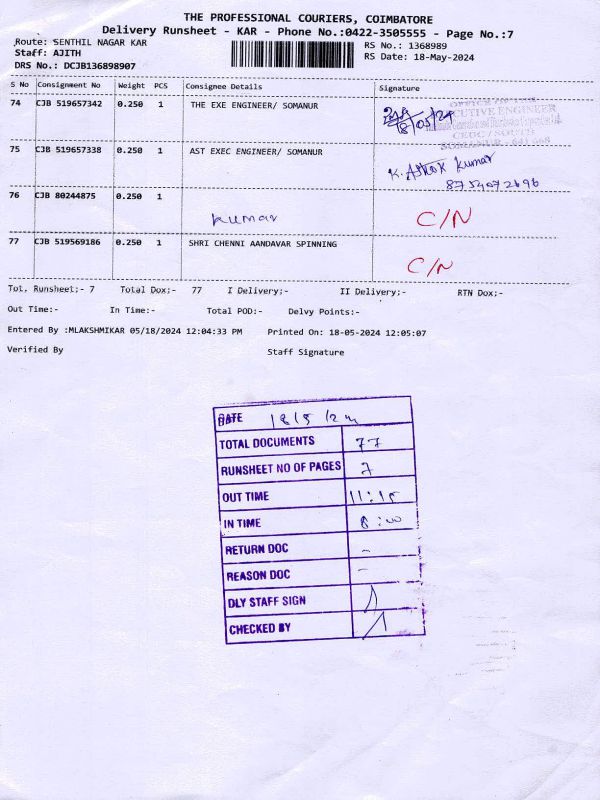 THE PROFESSIONAL COURIERS, COIMBATORE
Delivery Runsheet - KAR - Phone No.:0422-3505555 - Page No.:7
Route: SENTHIL NAGAR KAR
RS No.: 1368989
Staff: AJITH
RS Date: 18-May-2024
DRS No.: DCJB136898907
S No Consignment No Weight PCS Consignee Details Signature
74 CJB 519657342 0.250 1 THE EXE ENGINEER/ SOMANUR
18/05/24
75 CJB 519657338 0.250 1 AST EXEC ENGINEER/ SOMANUR
K. Ashok Kumar
76 CJB 80244875 0.250 1
kumar C/N
77 CJB 519569186 0.250 1 SHRI CHENNI AANDAVAR SPINNING
C/N
Tot. Runsheet;- 7 Total Dox;- 77 I Delivery;- II Delivery;- RTN Dox;-
Out Time:- In Time:- Total POD:- Delvy Points:-
Entered By :MLAKSHMIKAR 05/18/2024 12:04:33 PM Printed On: 18-05-2024 12:05:07
Verified By Staff Signature
DATE
TOTAL DOCUMENTS 77
RUNSHEET NO OF PAGES 7
OUT TIME 11:15
IN TIME 8:00
RETURN DOC -
REASON DOC -
DLY STAFF SIGN
CHECKED BY